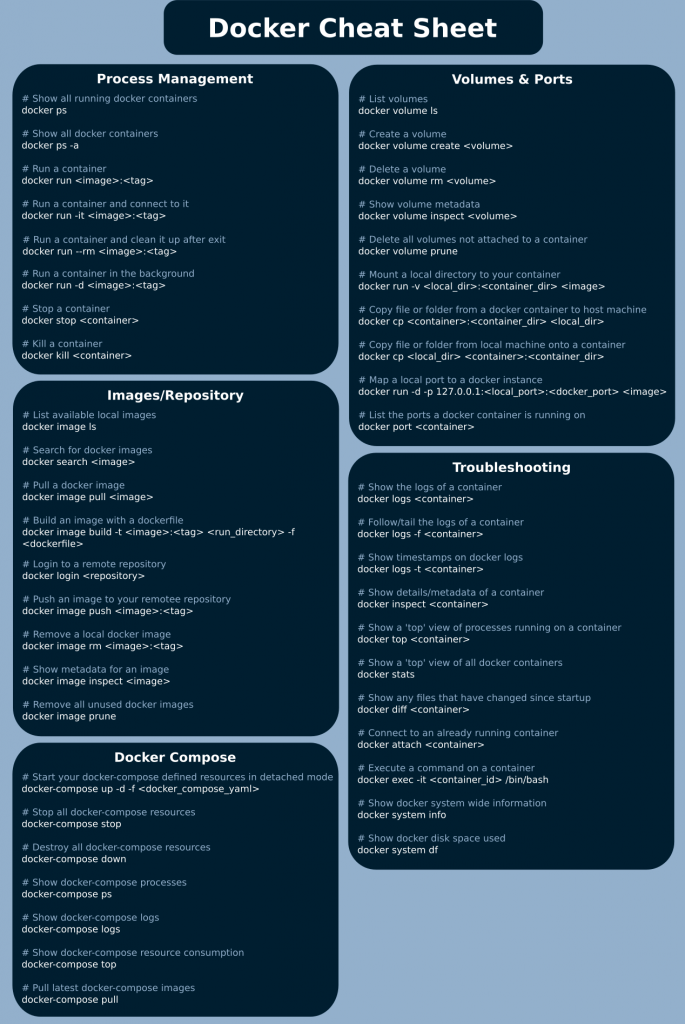 Docker Cheat Sheet
Process Management
# Show all running docker containers
docker ps
# Show all docker containers
docker ps -a
# Run a container
docker run <image>:<tag>
# Run a container and connect to it
docker run -it <image>:<tag>
# Run a container and clean it up after exit
docker run --rm <image>:<tag>
# Run a container in the background
docker run -d <image>:<tag>
# Stop a container
docker stop <container>
# Kill a container
docker kill <container>
Images/Repository
# List available local images
docker image ls
# Search for docker images
docker search <image>
# Pull a docker image
docker image pull <image>
# Build an image with a dockerfile
docker image build -t <image>:<tag> <run_directory> -f
<dockerfile>
# Login to a remote repository
docker login <repository>
# Push an image to your remotee repository
docker image push <image>:<tag>
# Remove a local docker image
docker image rm <image>:<tag>
# Show metadata for an image
docker image inspect <image>
# Remove all unused docker images
docker image prune
Docker Compose
# Start your docker-compose defined resources in detached mode
docker-compose up -d -f <docker_compose_yaml>
# Stop all docker-compose resources
docker-compose stop
# Destroy all docker-compose resources
docker-compose down
# Show docker-compose processes
docker-compose ps
# Show docker-compose logs
docker-compose logs
# Show docker-compose resource consumption
docker-compose top
# Pull latest docker-compose images
docker-compose pull
Volumes & Ports
# List volumes
docker volume ls
# Create a volume
docker volume create <volume>
# Delete a volume
docker volume rm <volume>
# Show volume metadata
docker volume inspect <volume>
# Delete all volumes not attached to a container
docker volume prune
# Mount a local directory to your container
docker run -v <local_dir>:<container_dir> <image>
# Copy file or folder from a docker container to host machine
docker cp <container>:<container_dir> <local_dir>
# Copy file or folder from local machine onto a container
docker cp <local_dir> <container>:<container_dir>
# Map a local port to a docker instance
docker run -d -p 127.0.0.1:<local_port>:<docker_port> <image>
# List the ports a docker container is running on
docker port <container>
Troubleshooting
# Show the logs of a container
docker logs <container>
# Follow/tail the logs of a container
docker logs -f <container>
# Show timestamps on docker logs
docker logs -t <container>
# Show details/metadata of a container
docker inspect <container>
# Show a 'top' view of processes running on a container
docker top <container>
# Show a 'top' view of all docker containers
docker stats
# Show any files that have changed since startup
docker diff <container>
# Connect to an already running container
docker attach <container>
# Execute a command on a container
docker exec -it <container_id> /bin/bash
# Show docker system wide information
docker system info
# Show docker disk space used
docker system df